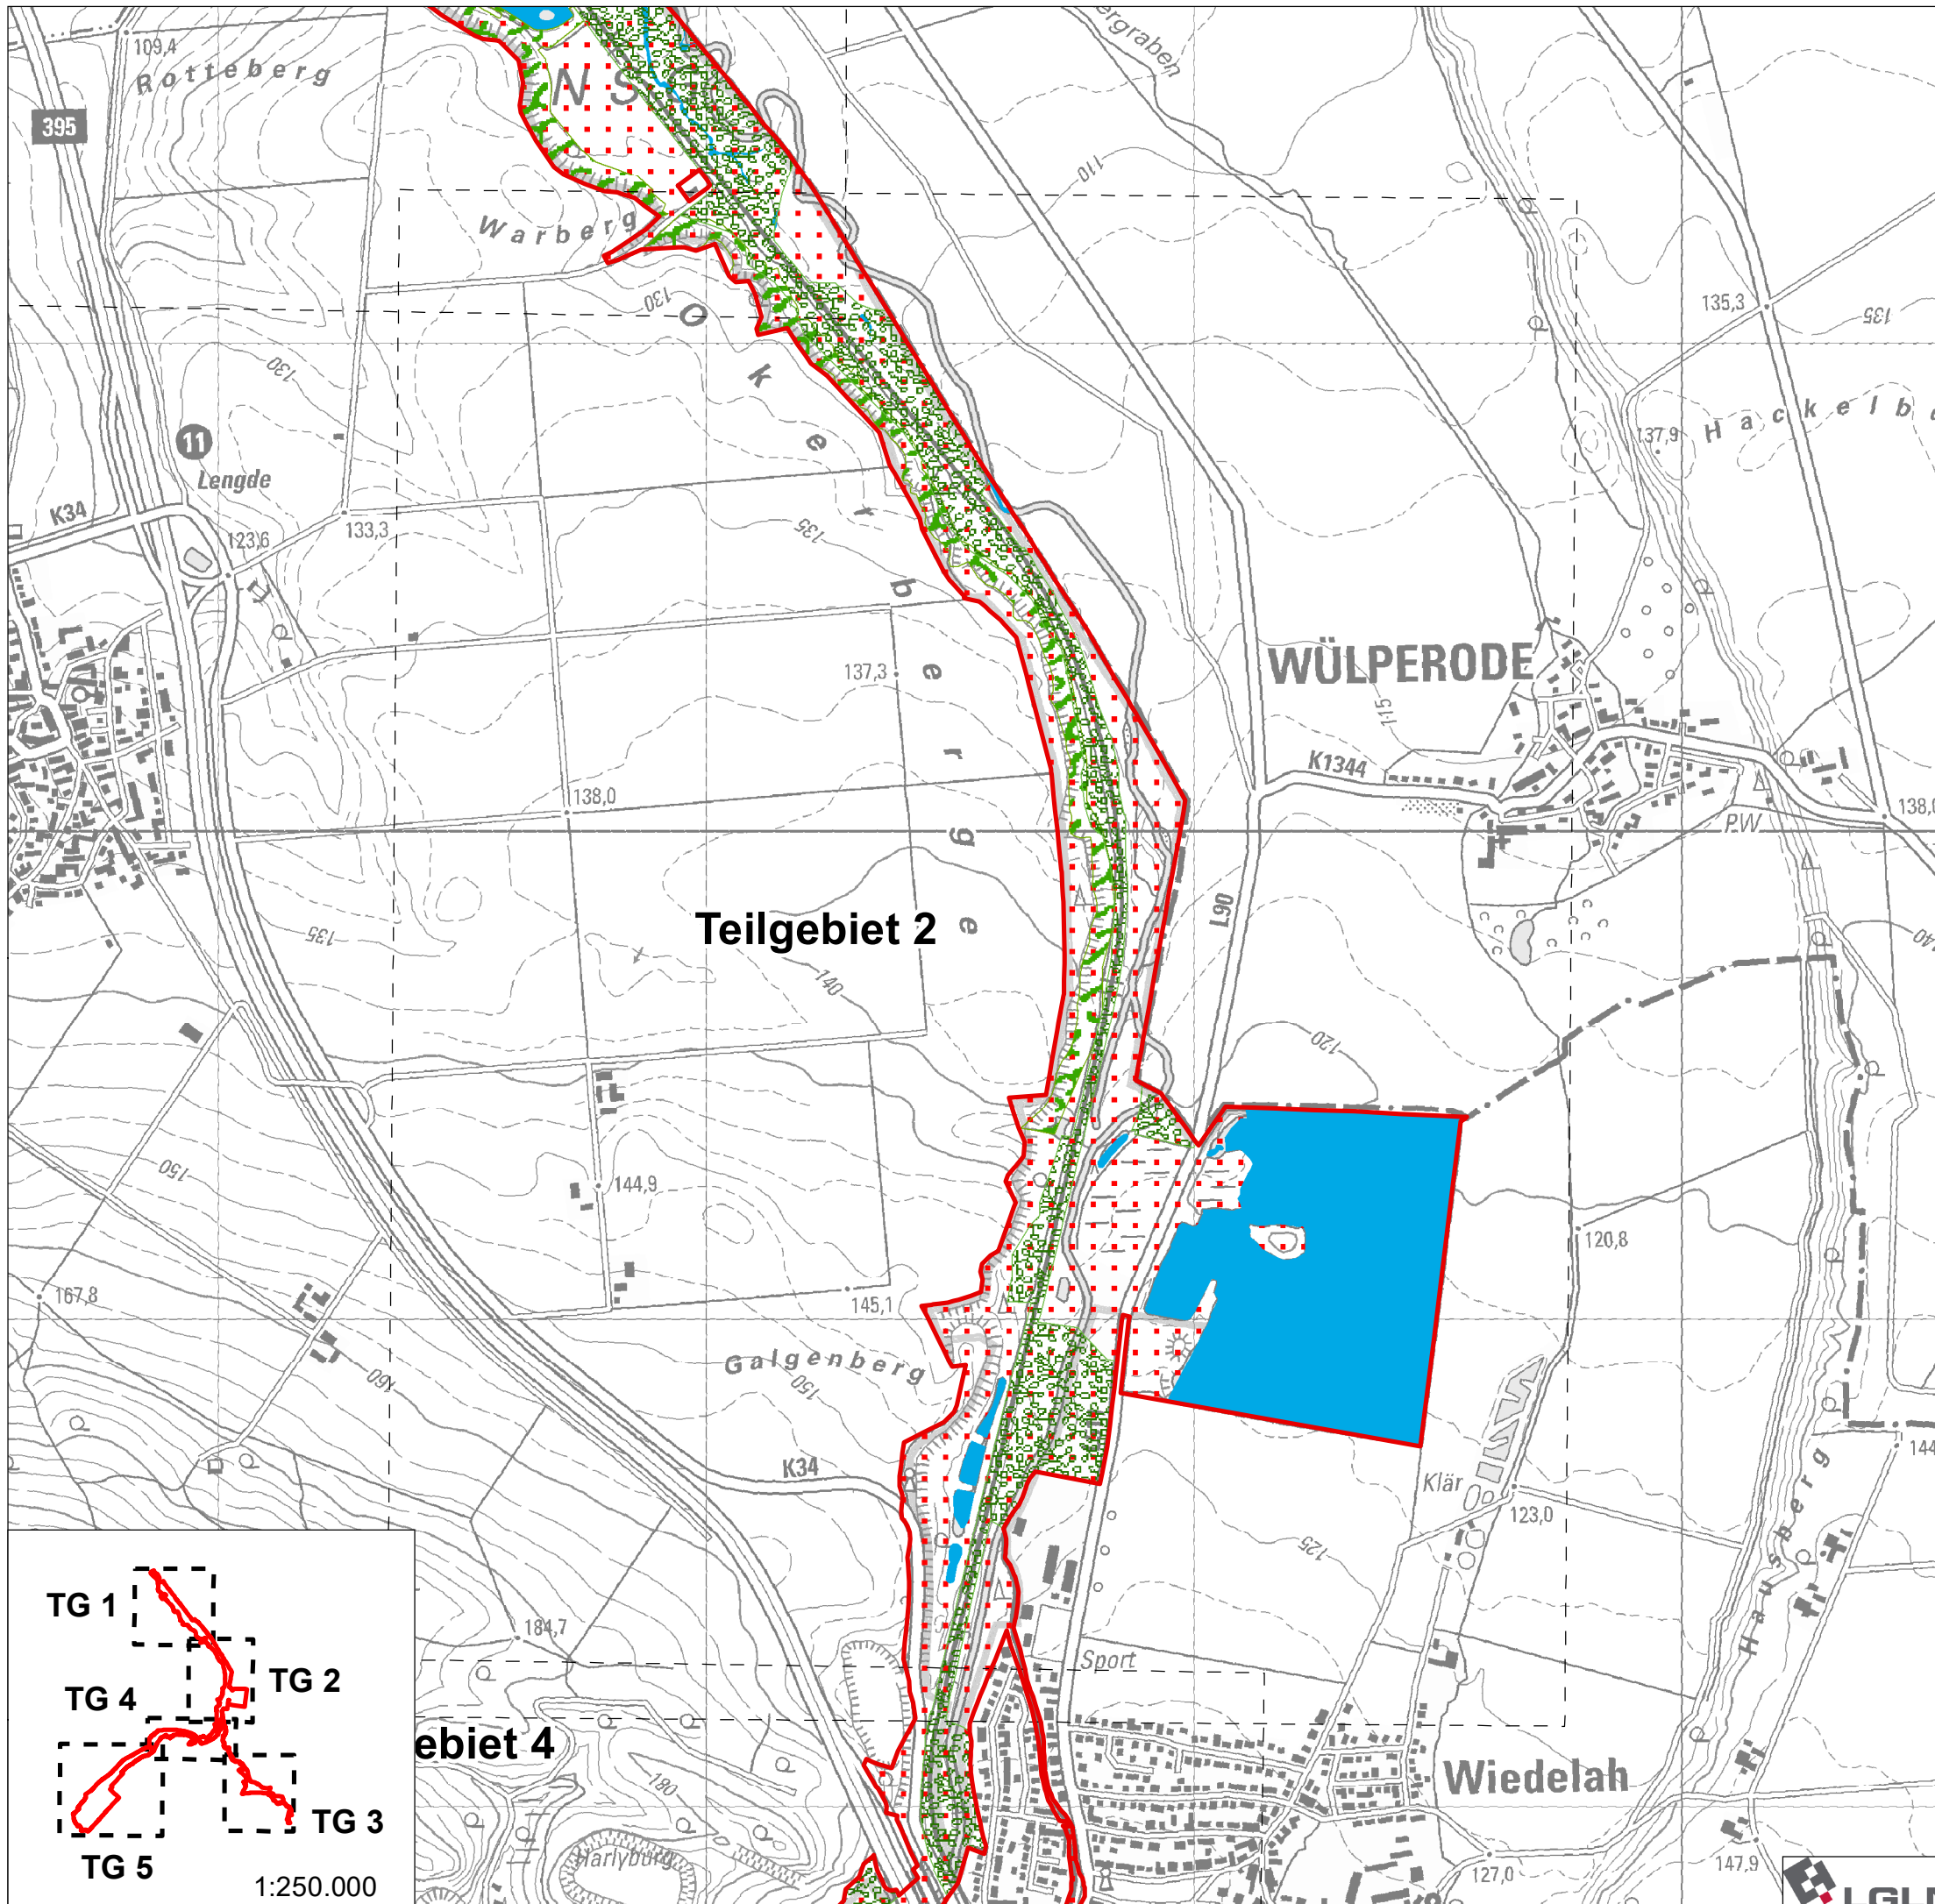 109,4
Rotteberg
NS
ergraben
395
110
Warberg
130
Okerberge
135,3
135
130
137,9
Hackelb
11
Lengde
K34
123,6
133,3
135
137,3
WÜLPERODE
115
K1344
138,0
138,0
PW
Teilgebiet 2
L90
135
140
140
120
150
144,9
120,8
167,8
145,1
Galgenberg
150
160
K34
Klär
123,0
144
125
Hausberg
184,7
Sport
TG 1
TG 2
TG 4
TG 3
TG 5
1:250.000
ebiet 4
180
Harlyburg
Wiedelah
127,0
147,9
LGL